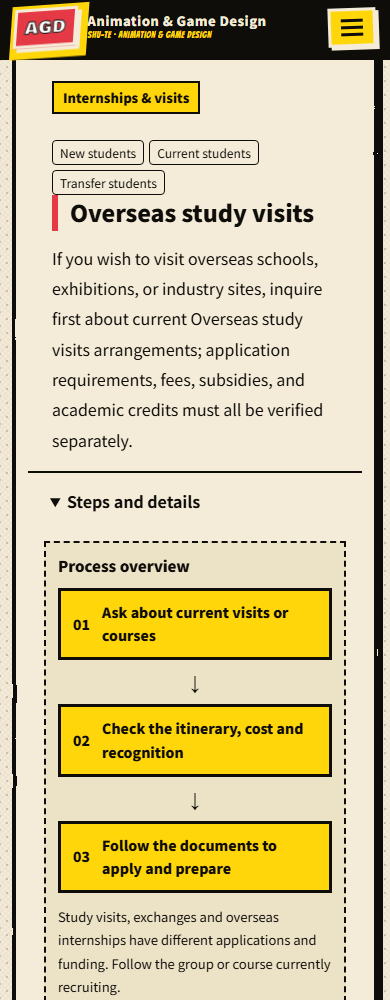 AGD
Animation & Game Design
SHU-TE · ANIMATION & GAME DESIGN
Internships & visits
New students
Current students
Transfer students
Overseas study visits
If you wish to visit overseas schools,
exhibitions, or industry sites, inquire
first about current Overseas study
visits arrangements; application
requirements, fees, subsidies, and
academic credits must all be verified
separately.
▼ Steps and details
Process overview
01 Ask about current visits or
courses
↓
02 Check the itinerary, cost and
recognition
↓
03 Follow the documents to
apply and prepare
Study visits, exchanges and overseas
internships have different applications and
funding. Follow the group or course currently
recruiting.